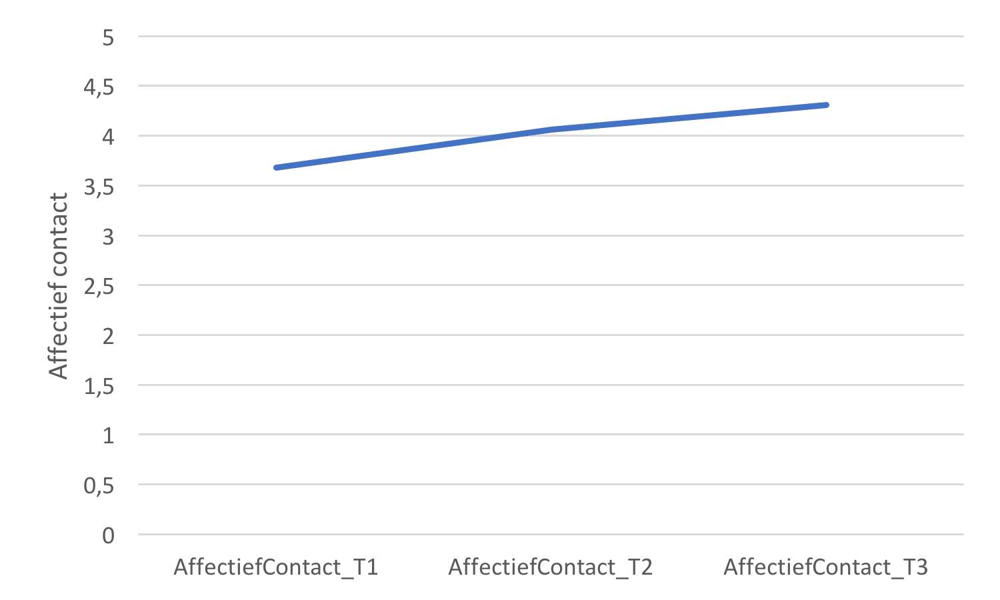 5
4,5
4
3,5
3
2,5
2
1,5
1
0,5
0
Affectief contact
AffectiefContact_T1
AffectiefContact_T2
AffectiefContact_T3